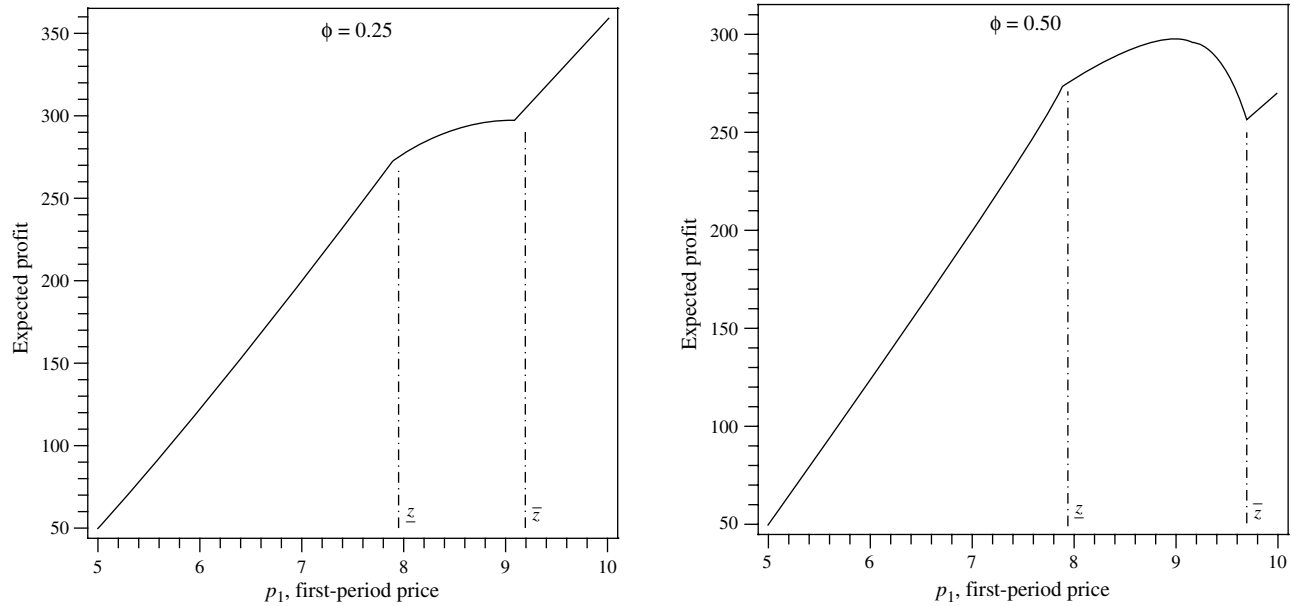 ϕ = 0.25
Expected profit
350
300
250
200
150
100
50
z
z̅
5 6 7 8 9 10
p₁, first-period price
ϕ = 0.50
Expected profit
300
250
200
150
100
50
z
z̅
5 6 7 8 9 10
p₁, first-period price